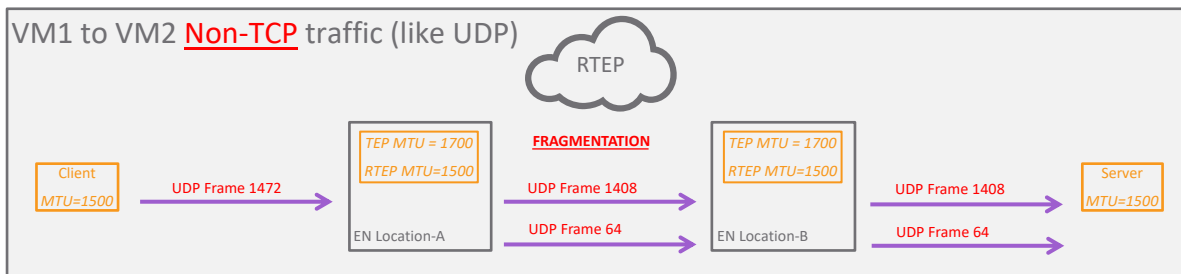 VM1 to VM2 Non-TCP traffic (like UDP)
RTEP
Client
MTU=1500
UDP Frame 1472
TEP MTU = 1700
RTEP MTU=1500
EN Location-A
FRAGMENTATION
UDP Frame 1408
UDP Frame 64
TEP MTU = 1700
RTEP MTU=1500
EN Location-B
UDP Frame 1408
UDP Frame 64
Server
MTU=1500